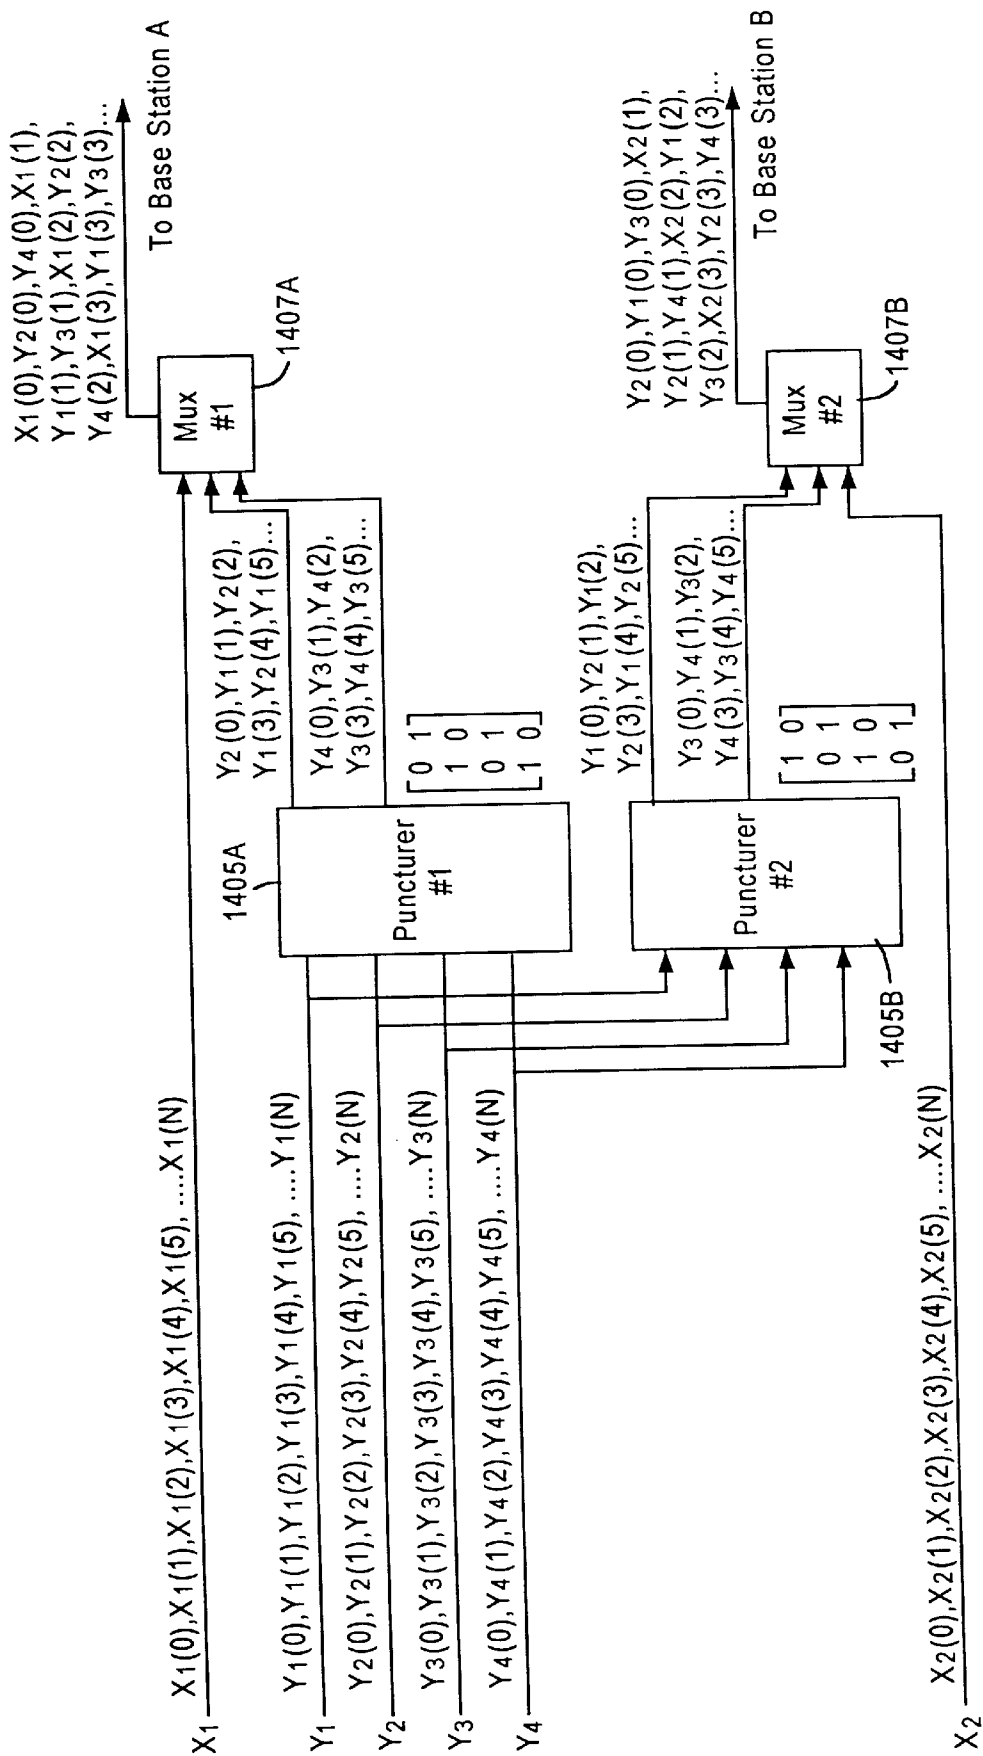 X1(0),Y2(0),Y4(0),X1(1),
Y1(1),Y3(1),X1(2),Y2(2),
Y4(2),X1(3),Y1(3),Y3(3)...
To Base Station A
Mux
#1
1407A
X1
X1(0),X1(1),X1(2),X1(3),X1(4),X1(5), ....X1(N)
Y2(0),Y1(1),Y2(2),
Y1(3),Y2(4),Y1(5)...
Y4(0),Y3(1),Y4(2),
Y3(3),Y4(4),Y3(5)...
1405A
Puncturer
#1
0 1
1 0
0 1
1 0
Y1
Y1(0),Y1(1),Y1(2),Y1(3),Y1(4),Y1(5), ....Y1(N)
Y2
Y2(0),Y2(1),Y2(2),Y2(3),Y2(4),Y2(5), ....Y2(N)
Y3
Y3(0),Y3(1),Y3(2),Y3(3),Y3(4),Y3(5), ....Y3(N)
Y4
Y4(0),Y4(1),Y4(2),Y4(3),Y4(4),Y4(5), ....Y4(N)
Y2(0),Y1(0),Y3(0),X2(1),
Y2(1),Y4(1),X2(2),Y1(2),
Y3(2),X2(3),Y2(3),Y4(3)...
To Base Station B
Mux
#2
1407B
Y1(0),Y2(1),Y1(2),
Y2(3),Y1(4),Y2(5)...
Y3(0),Y4(1),Y3(2),
Y4(3),Y3(4),Y4(5)...
Puncturer
#2
1405B
1 0
0 1
1 0
0 1
X2
X2(0),X2(1),X2(2),X2(3),X2(4),X2(5), ....X2(N)